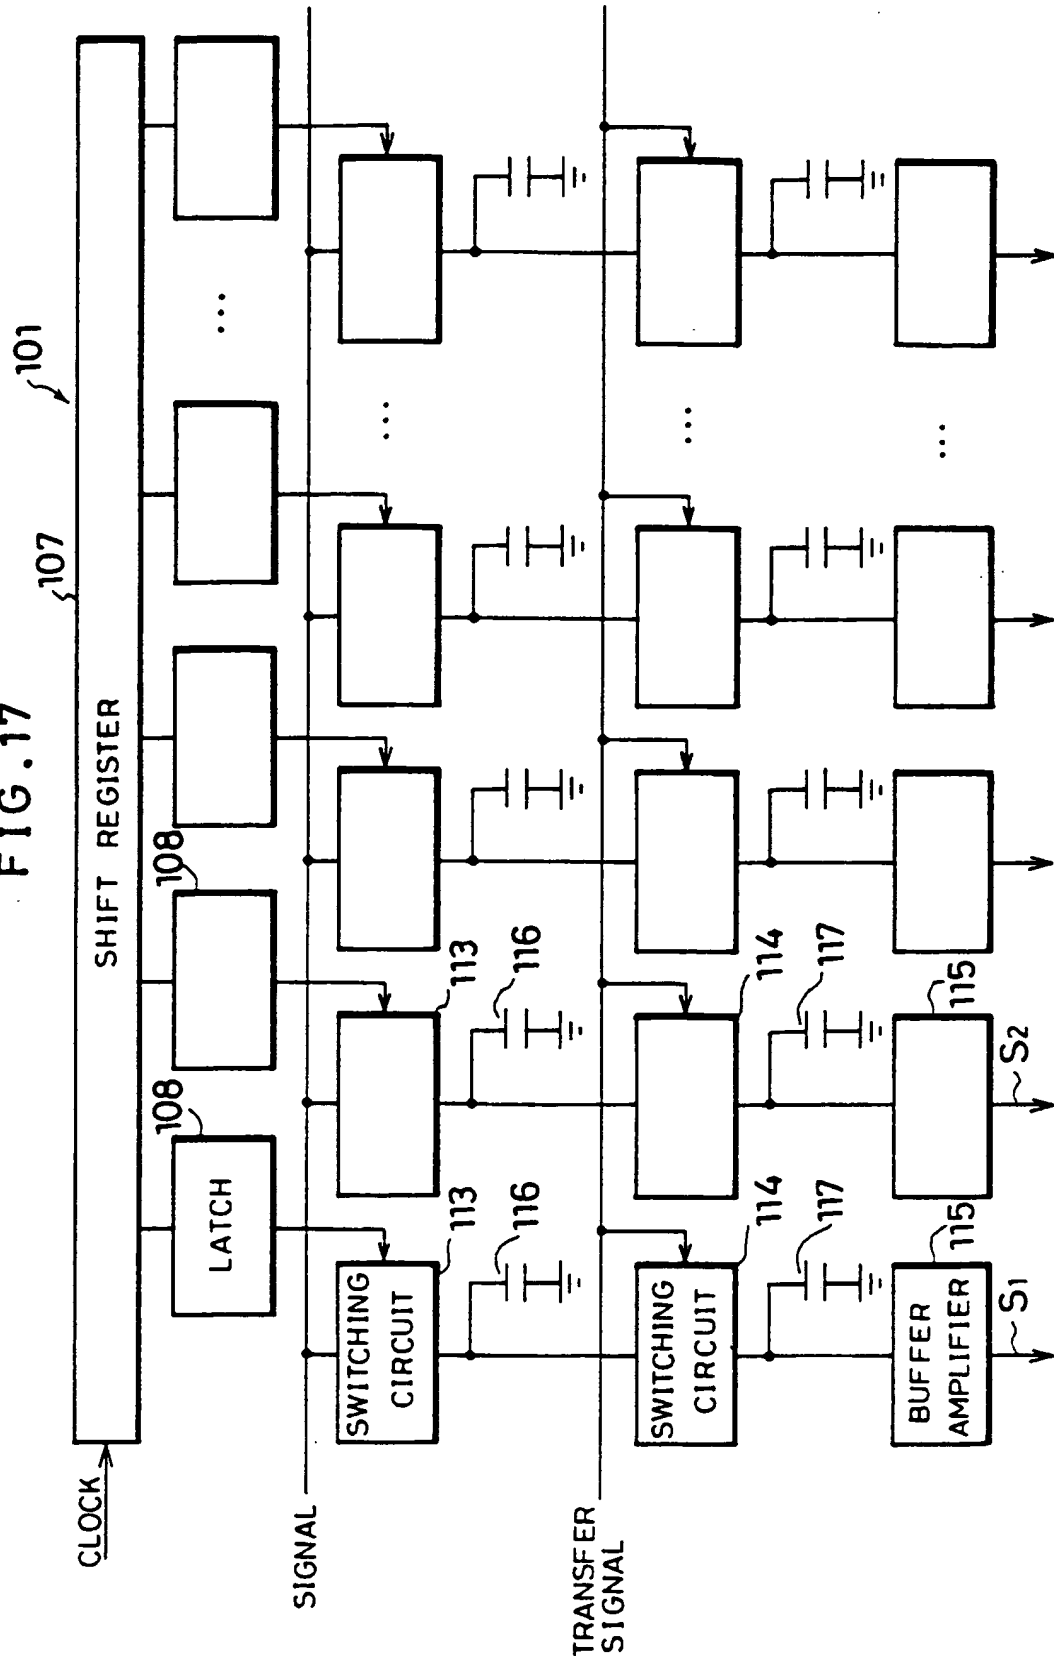 FIG.17
101
107
CLOCK
SHIFT REGISTER
108
108
LATCH
SIGNAL
SWITCHING
CIRCUIT
113
113
116
116
TRANSFER
SIGNAL
SWITCHING
CIRCUIT
114
114
117
117
BUFFER
AMPLIFIER
115
115
S1
S2
...
...
...
...